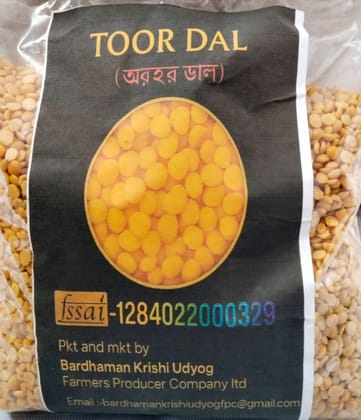 TOOR DAL
(অরহর ডাল)
fssai-1284022000329
Pkt and mkt by
Bardhaman Krishi Udyog
Farmers Producer Company ltd
Email :-bardhamankrishiudyogfpc@gmail.com